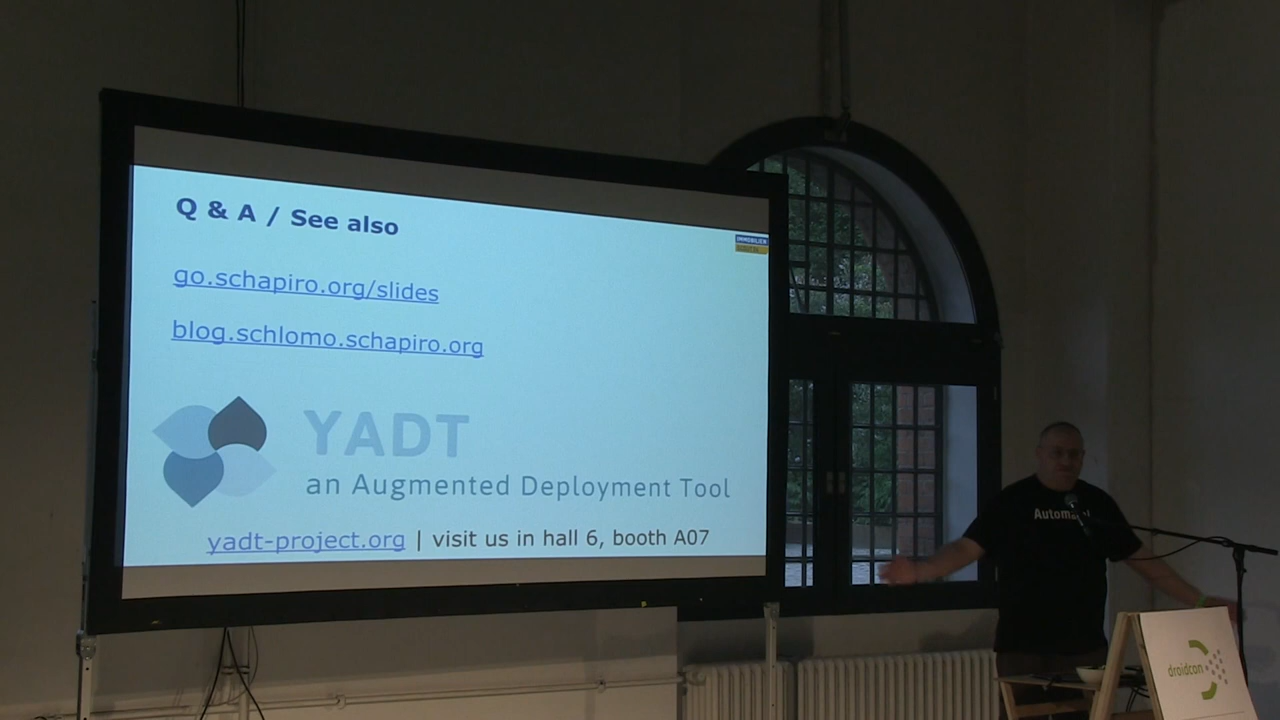 Q & A / See also
IMMOBILIEN
go.schapiro.org/slides
blog.schlomo.schapiro.org
YADT
an Augmented Deployment Tool
yadt-project.org | visit us in hall 6, booth A07
droidcon